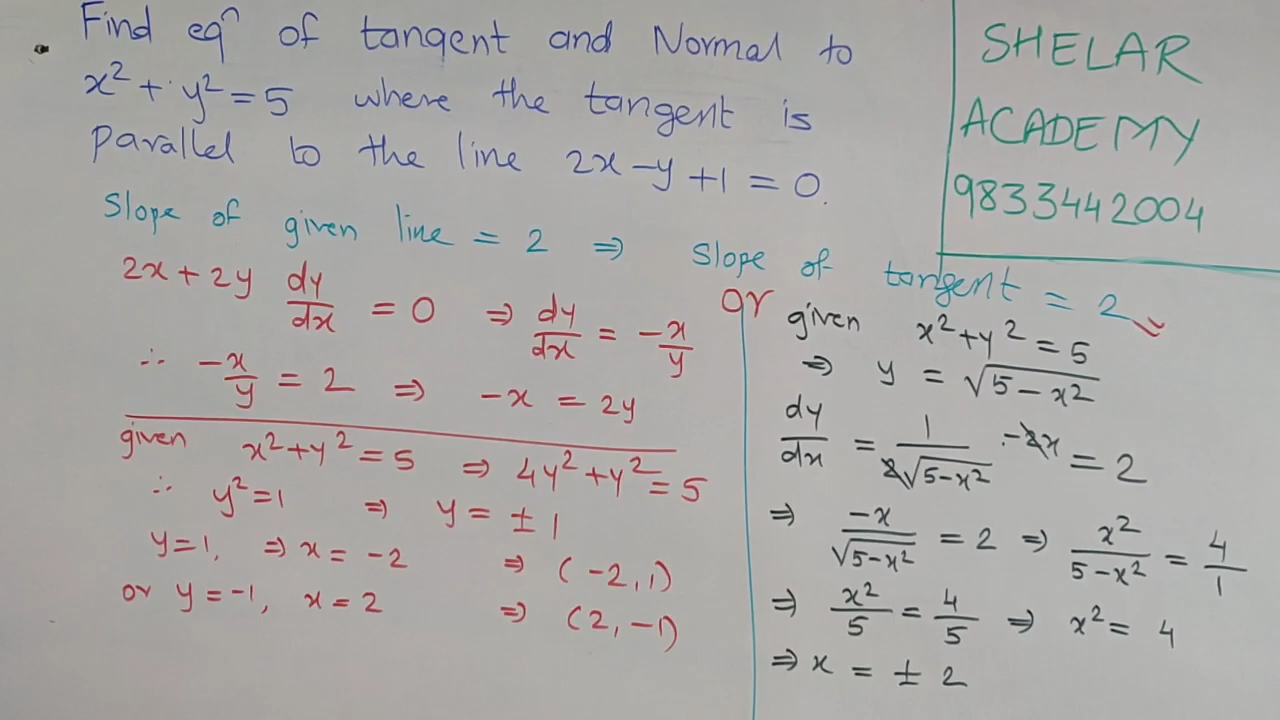 Find eqⁿ of tangent and Normal to
x² + y² = 5 where the tangent is
parallel to the line 2x - y + 1 = 0.
SHELAR
ACADEMY
9833442004
Slope of given line = 2 ⇒ Slope of tangent = 2
2x + 2y dy/dx = 0 ⇒ dy/dx = -x/y
∴ -x/y = 2 ⇒ -x = 2y
given x² + y² = 5 ⇒ 4y² + y² = 5
∴ y² = 1 ⇒ y = ± 1
y = 1, ⇒ x = -2 ⇒ (-2, 1)
or y = -1, x = 2 ⇒ (2, -1)
or
given x² + y² = 5
⇒ y = √(5 - x²)
dy/dx = 1/(2√(5-x²)) · -2x = 2
⇒ -x/√(5-x²) = 2 ⇒ x²/(5-x²) = 4/1
⇒ x²/5 = 4/5 ⇒ x² = 4
⇒ x = ± 2